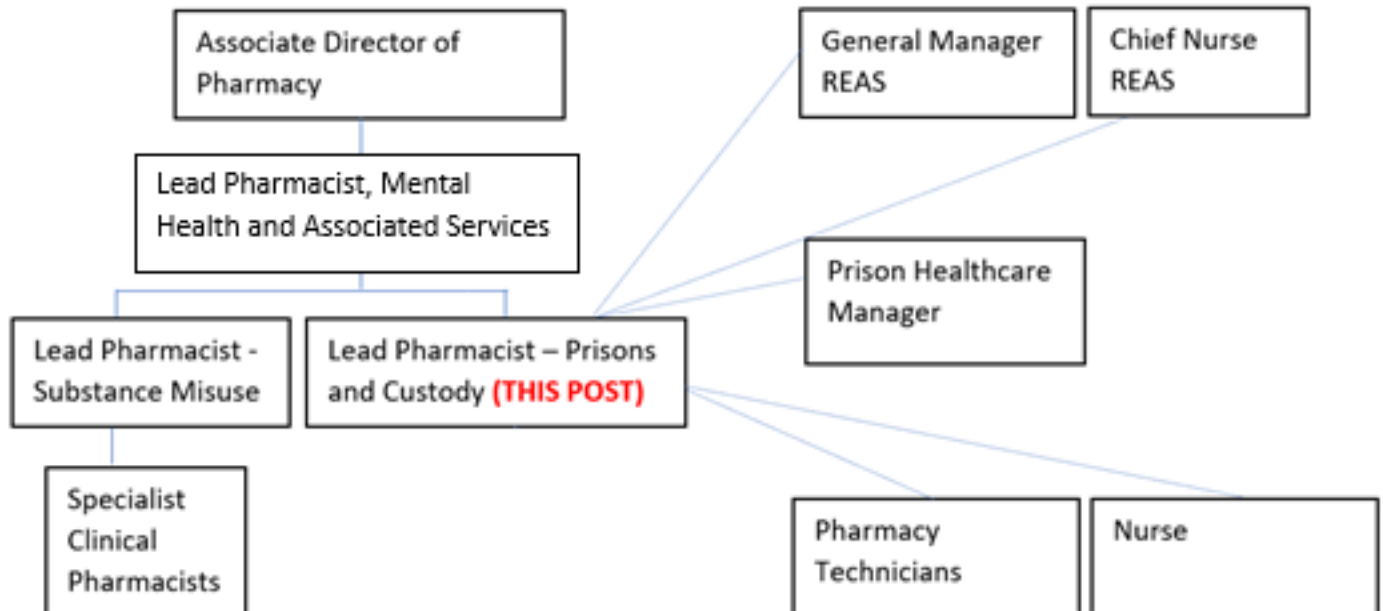 Associate Director of
Pharmacy
General Manager
REAS
Chief Nurse
REAS
Lead Pharmacist, Mental
Health and Associated Services
Prison Healthcare
Manager
Lead Pharmacist -
Substance Misuse
Lead Pharmacist – Prisons
and Custody (THIS POST)
Specialist
Clinical
Pharmacists
Pharmacy
Technicians
Nurse